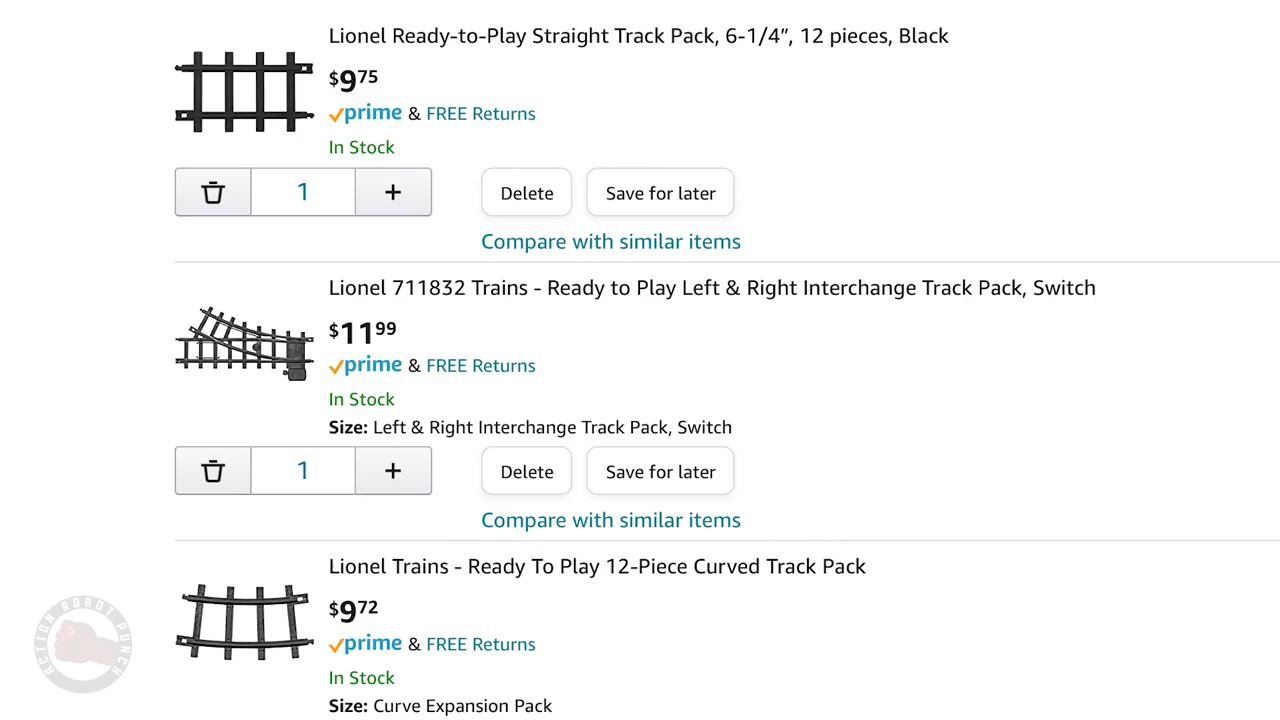 Lionel Ready-to-Play Straight Track Pack, 6-1/4”, 12 pieces, Black
$9 75
prime & FREE Returns
In Stock
1 + Delete Save for later
Compare with similar items
Lionel 711832 Trains - Ready to Play Left & Right Interchange Track Pack, Switch
$11 99
prime & FREE Returns
In Stock
Size: Left & Right Interchange Track Pack, Switch
1 + Delete Save for later
Compare with similar items
Lionel Trains - Ready To Play 12-Piece Curved Track Pack
$9 72
prime & FREE Returns
In Stock
Size: Curve Expansion Pack
ACTION ROBOT PUNCH